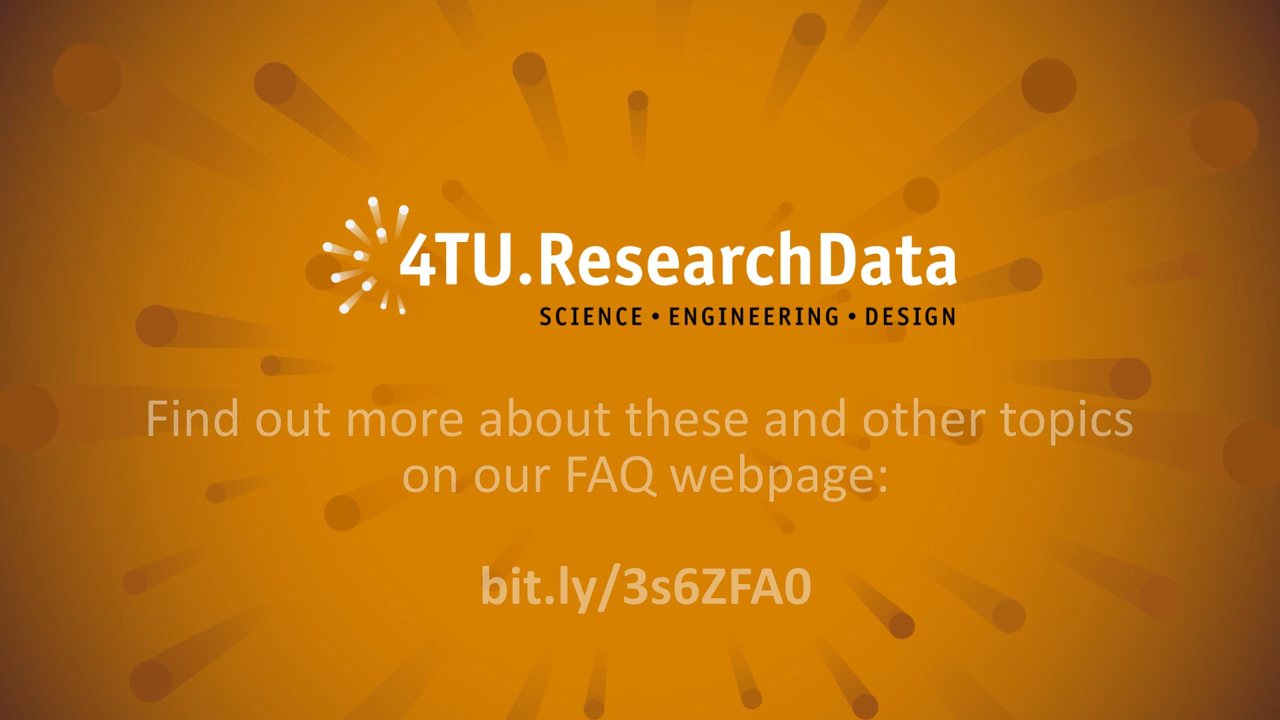 4TU.ResearchData
SCIENCE • ENGINEERING • DESIGN
Find out more about these and other topics
on our FAQ webpage:
bit.ly/3s6ZFA0